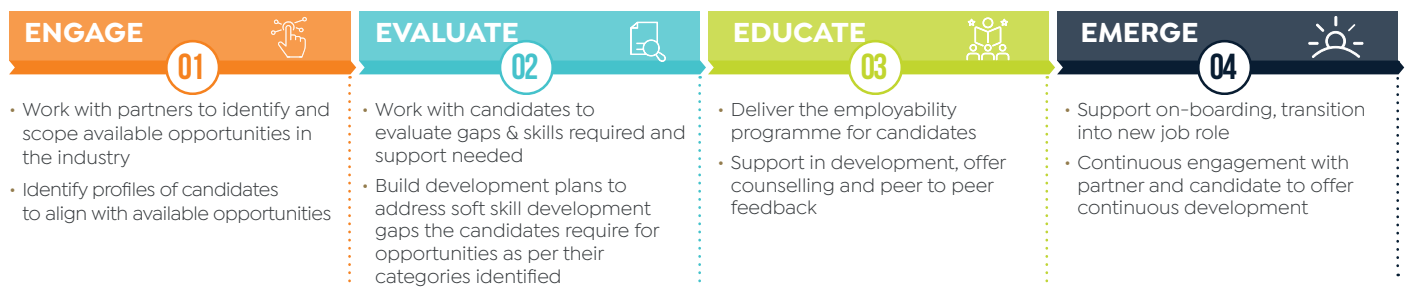 ENGAGE
01
• Work with partners to identify and
scope available opportunities in
the industry
• Identify profiles of candidates
to align with available opportunities
EVALUATE
02
• Work with candidates to
evaluate gaps & skills required and
support needed
• Build development plans to
address soft skill development
gaps the candidates require for
opportunities as per their
categories identified
EDUCATE
03
• Deliver the employability
programme for candidates
• Support in development, offer
counselling and peer to peer
feedback
EMERGE
04
• Support on-boarding, transition
into new job role
• Continuous engagement with
partner and candidate to offer
continuous development